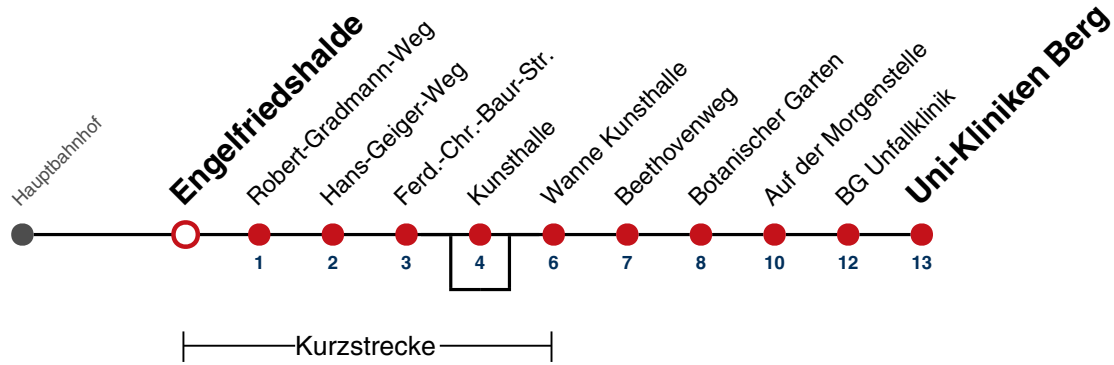 Hauptbahnhof
Engelfriedshalde
Robert-Gradmann-Weg
Hans-Geiger-Weg
Ferd.-Chr.-Baur-Str.
Kunsthalle
Wanne Kunsthalle
Beethovenweg
Botanischer Garten
Auf der Morgenstelle
BG Unfallklinik
Uni-Kliniken Berg
1 2 3 4 6 7 8 10 12 13
Kurzstrecke